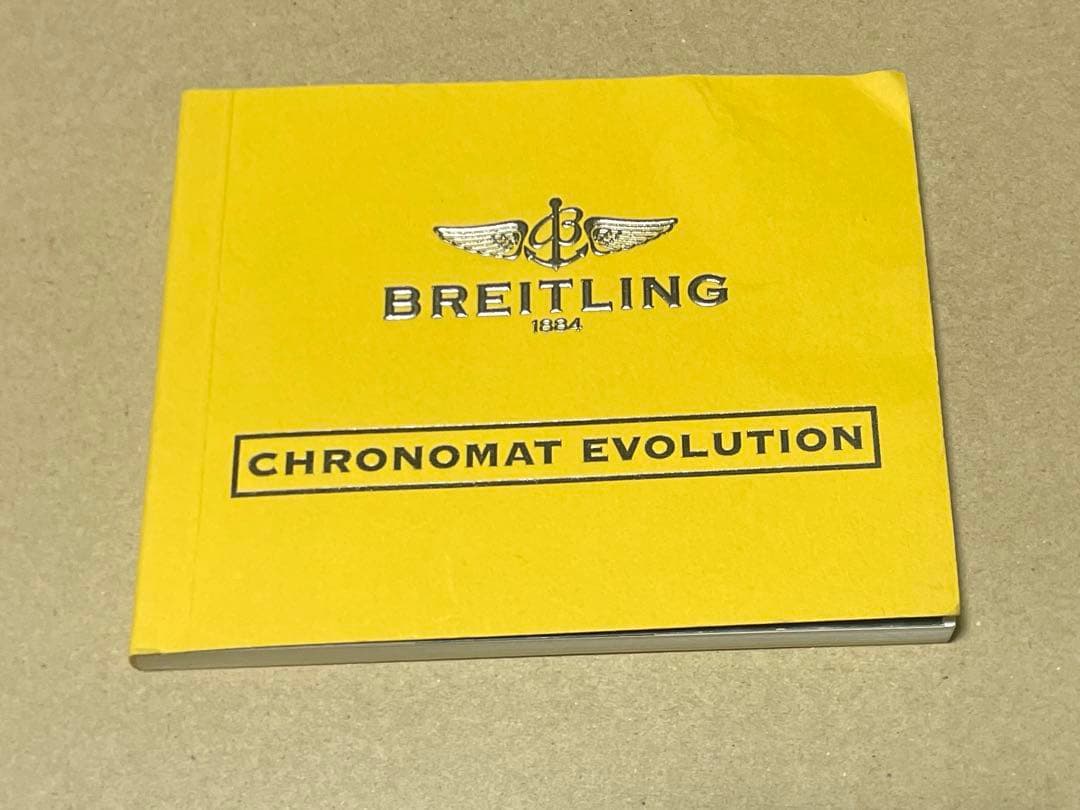 B
BREITLING
1884
CHRONOMAT EVOLUTION